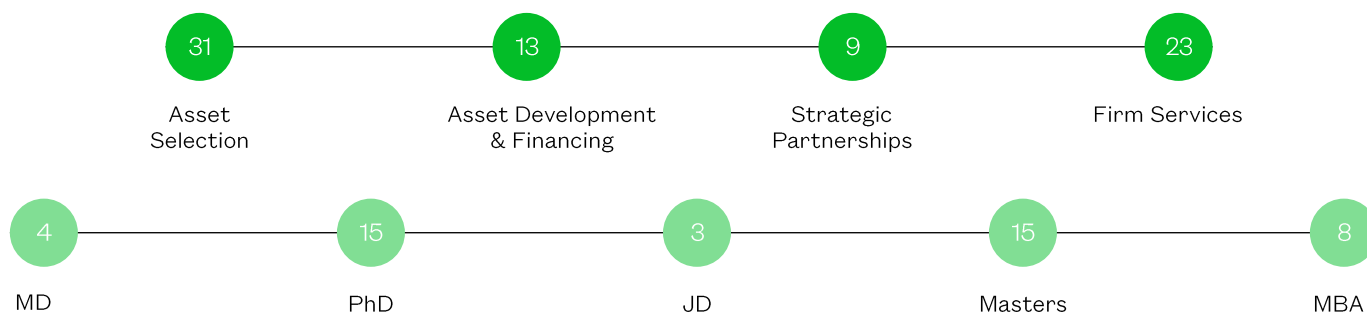 31
13
9
23
Asset
Selection
Asset Development
& Financing
Strategic
Partnerships
Firm Services
4
15
3
15
8
MD
PhD
JD
Masters
MBA